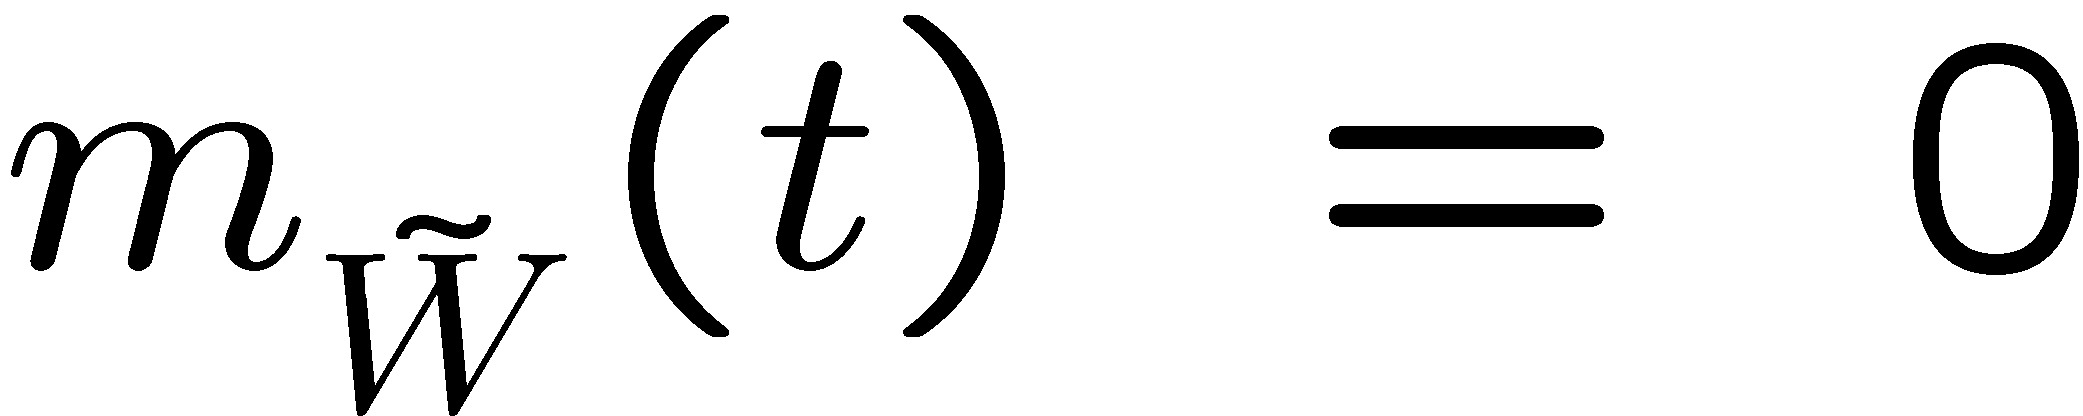 m_{\tilde{W}}(t) = 0